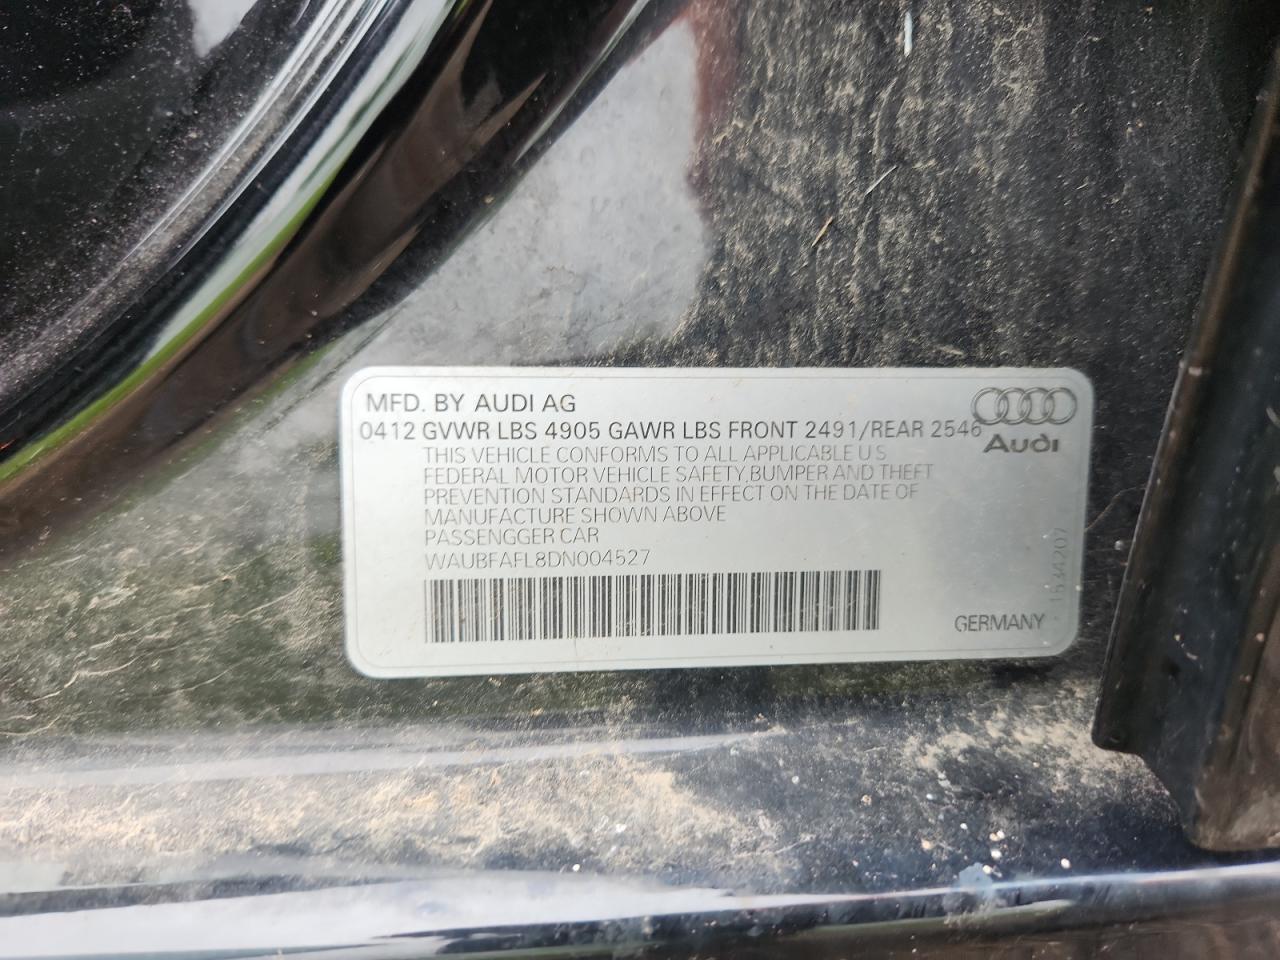 MFD. BY AUDI AG
0412 GVWR LBS 4905 GAWR LBS FRONT 2491/REAR 2546
Audi
THIS VEHICLE CONFORMS TO ALL APPLICABLE U S
FEDERAL MOTOR VEHICLE SAFETY,BUMPER AND THEFT
PREVENTION STANDARDS IN EFFECT ON THE DATE OF
MANUFACTURE SHOWN ABOVE
PASSENGGER CAR
WAUBFAFL8DN004527
GERMANY
1534207